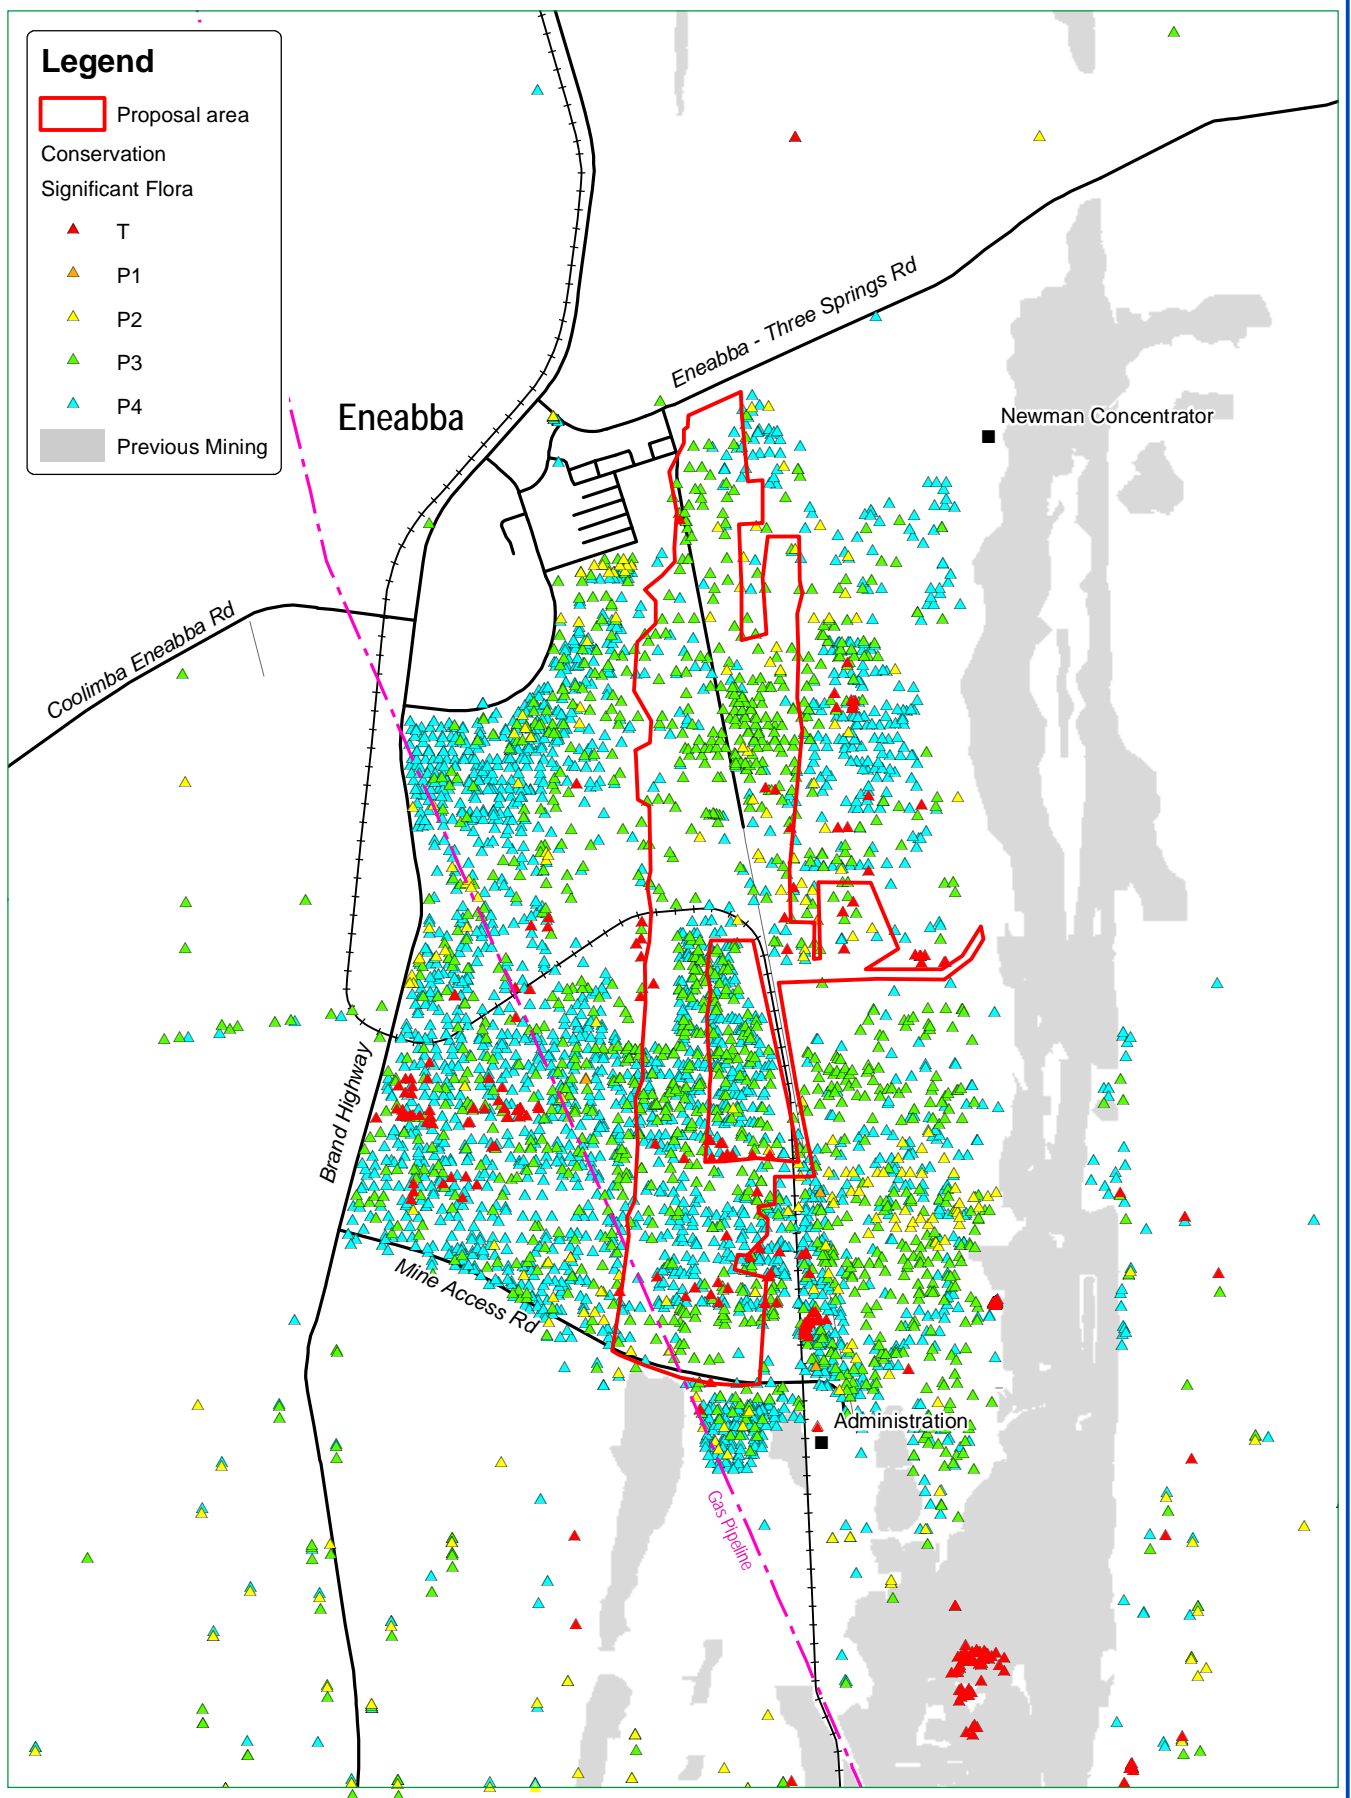 Legend
Proposal area
Conservation
Significant Flora
T
P1
P2
P3
P4
Previous Mining
Eneabba - Three Springs Rd
Eneabba
Newman Concentrator
Coolimba Eneabba Rd
Brand Highway
Mine Access Rd
Administration
Gas Pipeline